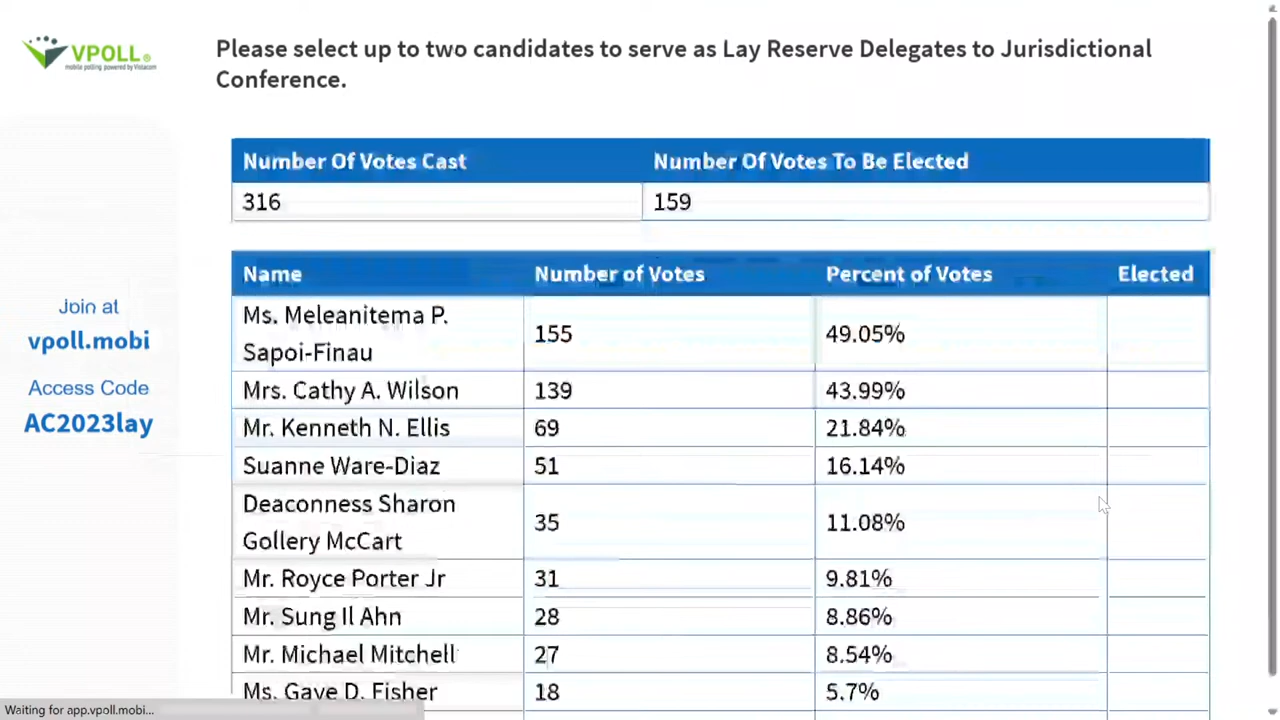 VPOLL®
mobile polling powered by Vistacom
Please select up to two candidates to serve as Lay Reserve Delegates to Jurisdictional
Conference.
Number Of Votes Cast Number Of Votes To Be Elected
316 159
Name Number of Votes Percent of Votes Elected
Ms. Meleanitema P.
Sapoi-Finau 155 49.05%
Mrs. Cathy A. Wilson 139 43.99%
Mr. Kenneth N. Ellis 69 21.84%
Suanne Ware-Diaz 51 16.14%
Deaconness Sharon
Gollery McCart 35 11.08%
Mr. Royce Porter Jr 31 9.81%
Mr. Sung Il Ahn 28 8.86%
Mr. Michael Mitchell 27 8.54%
Ms. Gaye D. Fisher 18 5.7%
Join at
vpoll.mobi
Access Code
AC2023lay
Waiting for app.vpoll.mobi...